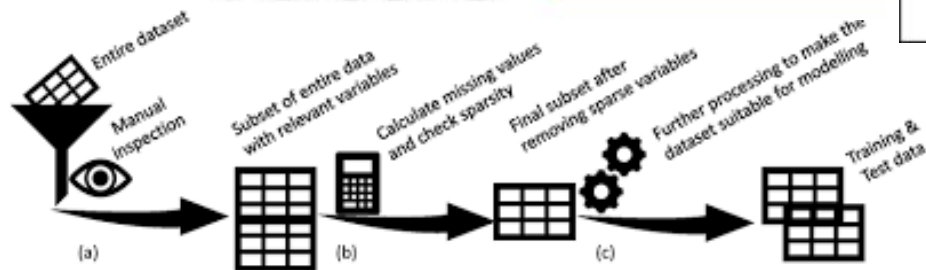 Entire dataset
Manual
inspection
Subset of entire data
with relevant variables
Calculate missing values
and check sparsity
Final subset after
removing sparse variables
Further processing to make the
dataset suitable for modelling
Training &
Test data
(a)
(b)
(c)